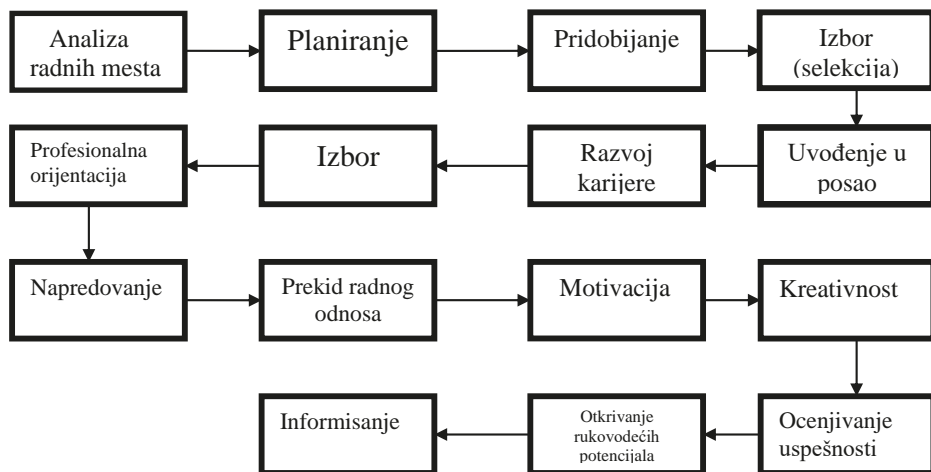 Analiza
radnih mesta
Planiranje
Pridobijanje
Izbor
(selekcija)
Uvođenje u
posao
Razvoj
karijere
Izbor
Profesionalna
orijentacija
Napredovanje
Prekid radnog
odnosa
Motivacija
Kreativnost
Ocenjivanje
uspešnosti
Otkrivanje
rukovodećih
potencijala
Informisanje